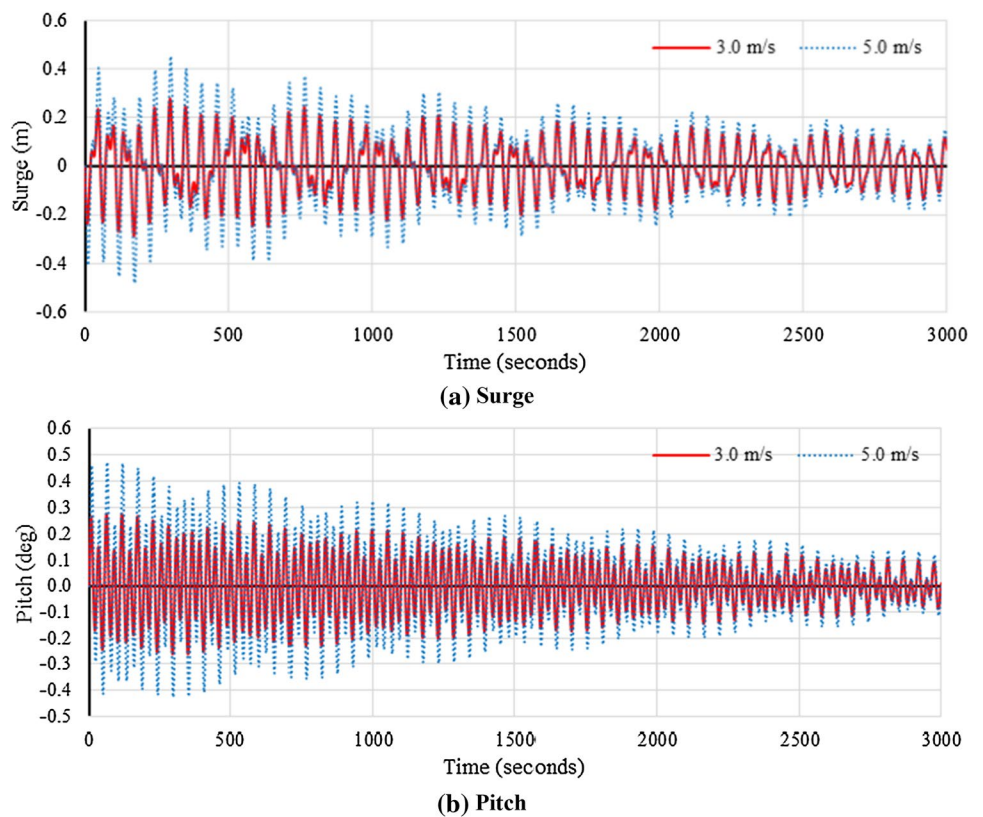 0.6
0.4
0.2
0
-0.2
-0.4
-0.6
Surge (m)
3.0 m/s 5.0 m/s
0 500 1000 1500 2000 2500 3000
Time (seconds)
(a) Surge
0.6
0.5
0.4
0.3
0.2
0.1
0.0
-0.1
-0.2
-0.3
-0.4
-0.5
Pitch (deg)
3.0 m/s 5.0 m/s
0 500 1000 1500 2000 2500 3000
Time (seconds)
(b) Pitch